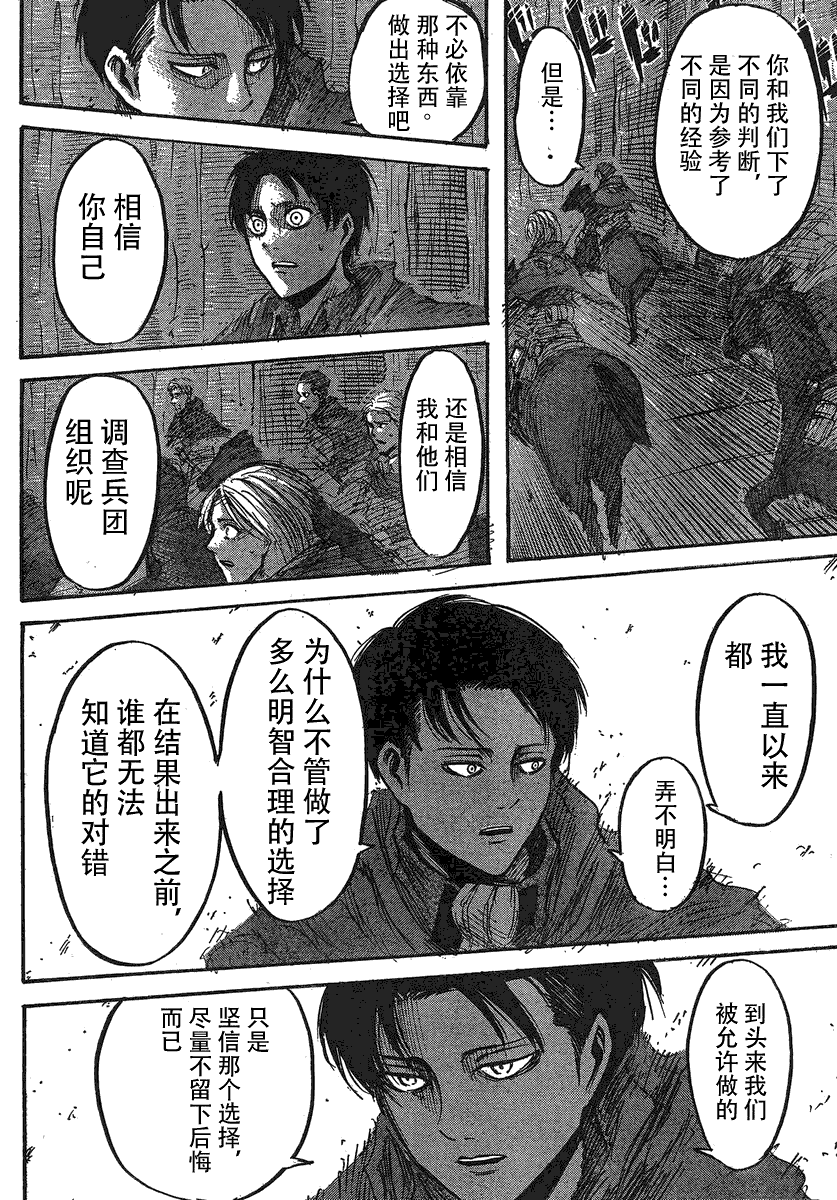 你和我们下了
不同的判断,
是因为参考了
不同的经验
但是…
不必依靠
那种东西。
做出选择吧
相信
你自己
还是相信
我和他们
调查兵团
组织呢
我一直以来
都
弄不明白…
为什么不管做了
多么明智合理的选择
在结果出来之前,
谁都无法
知道它的对错
到头来我们
被允许做的
只是
坚信那个选择,
尽量不留下后悔
而已